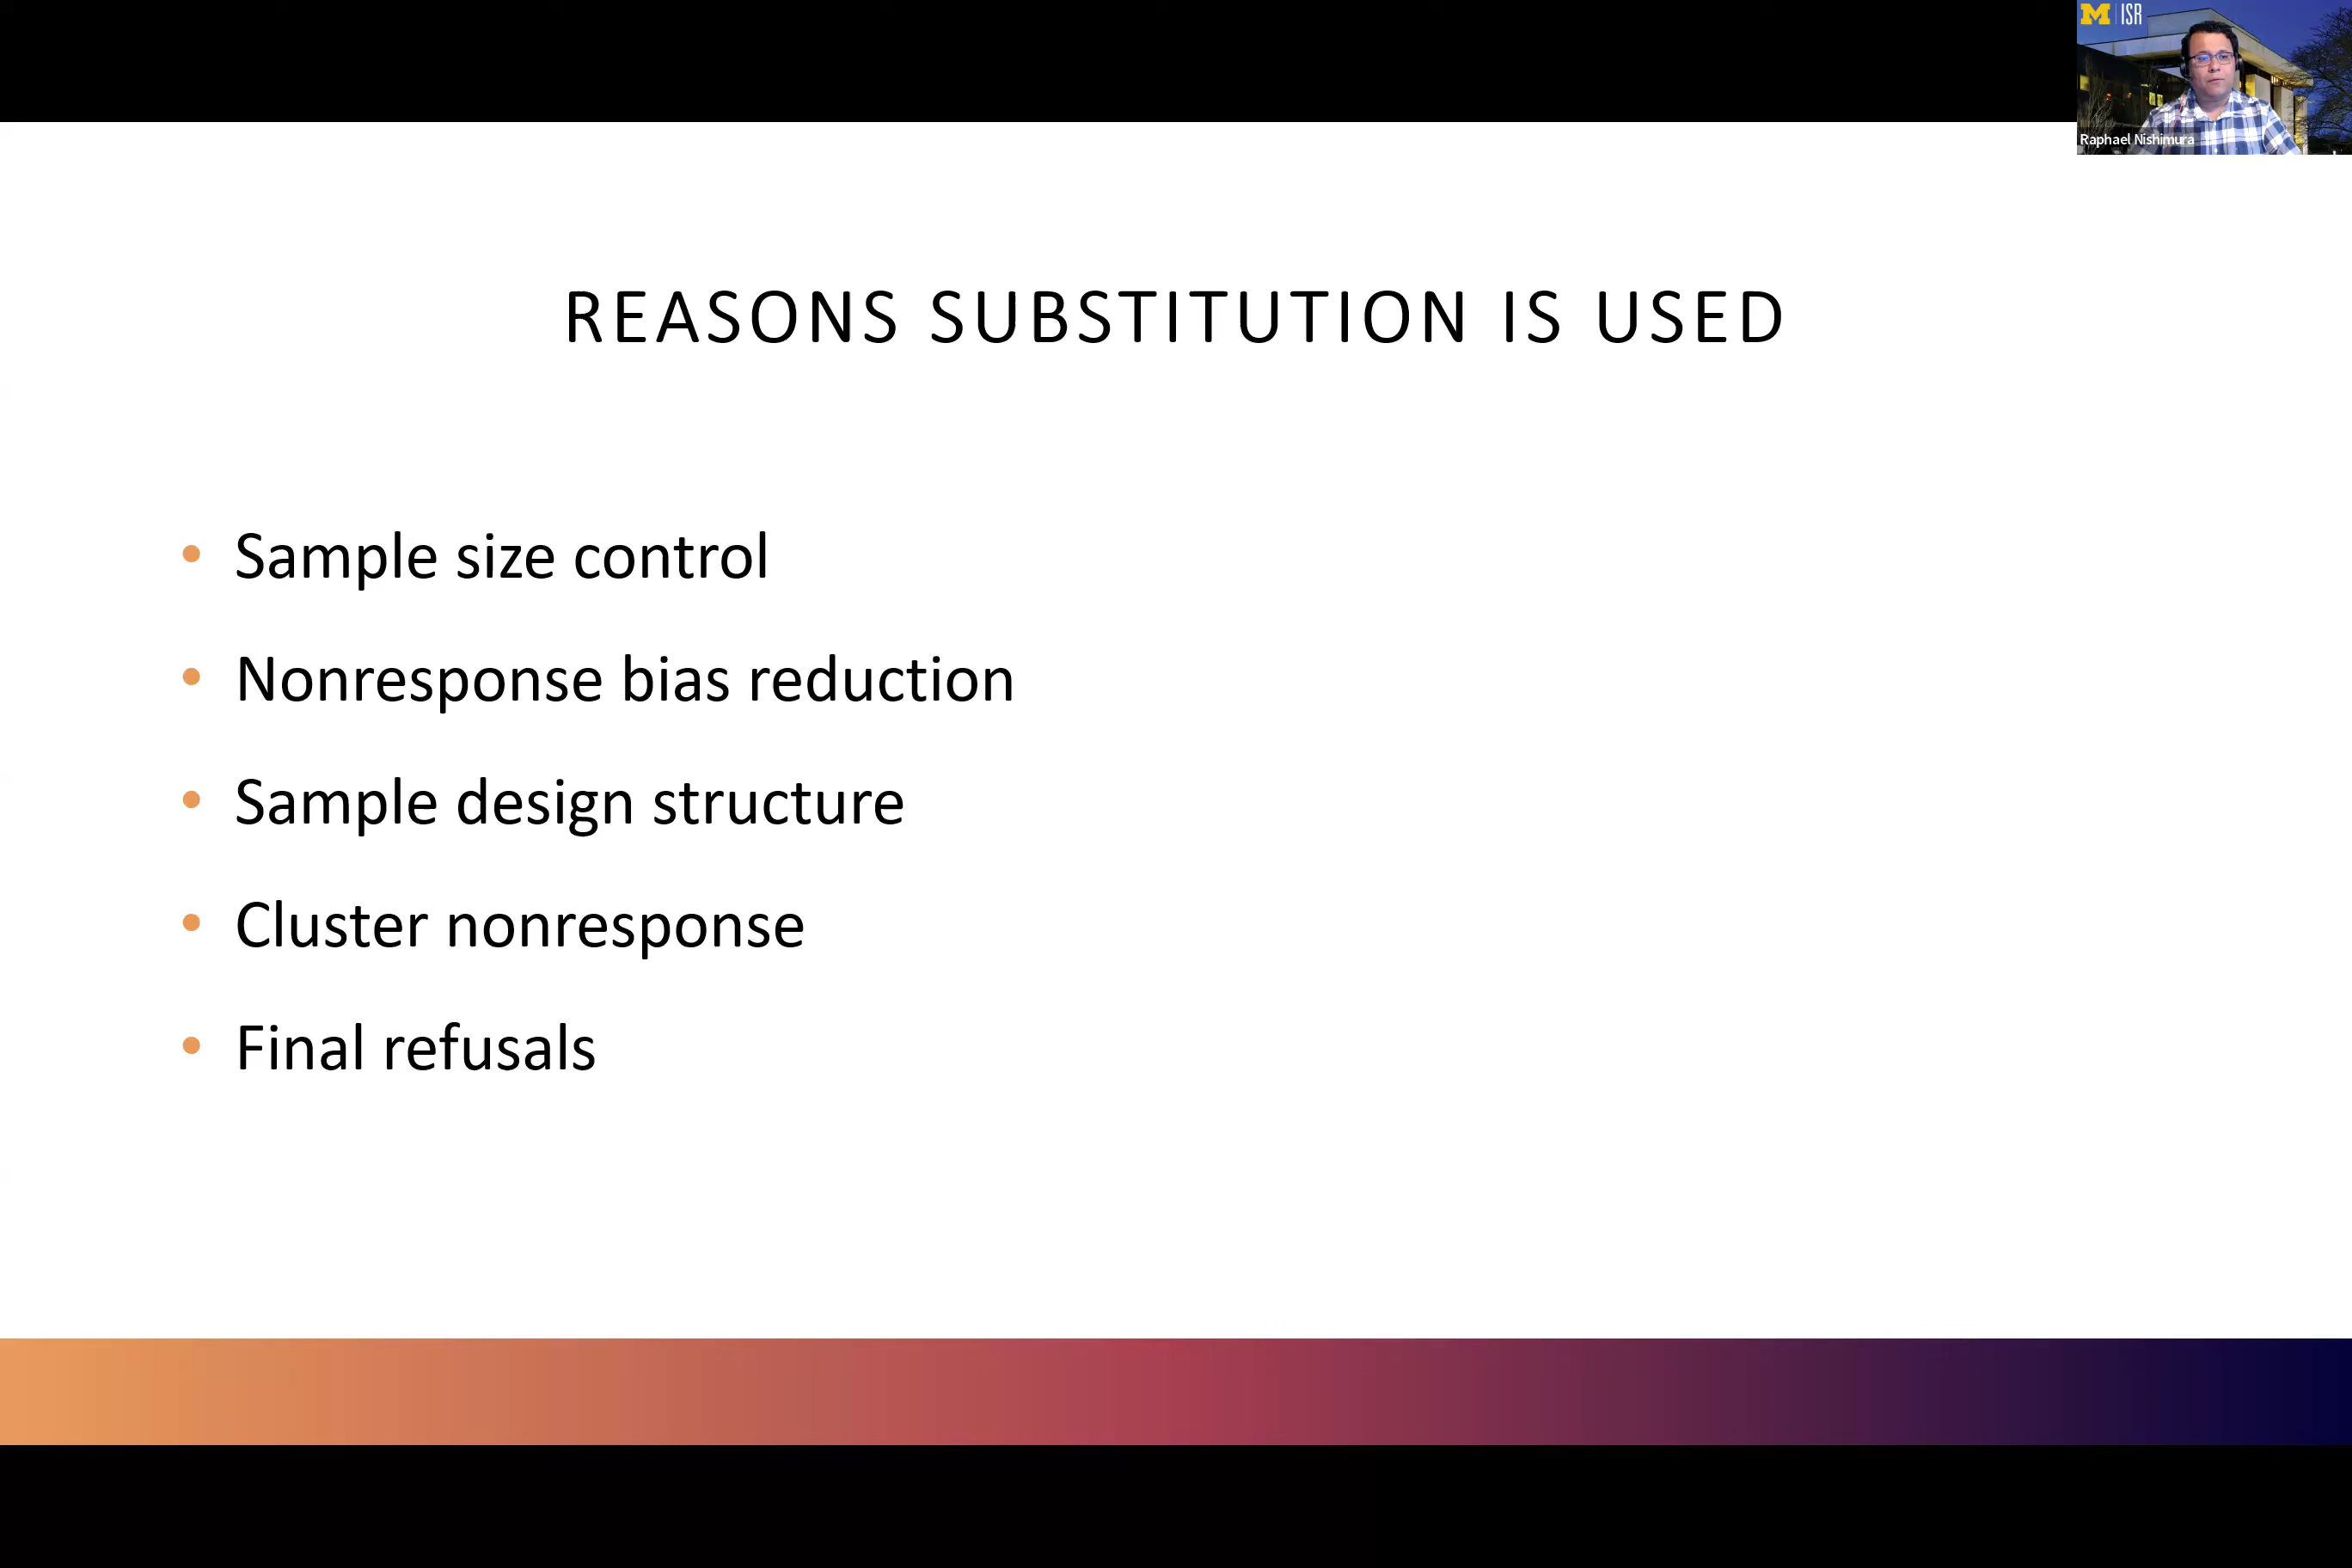 M | ISR
Raphael Nishimura
REASONS SUBSTITUTION IS USED
• Sample size control
• Nonresponse bias reduction
• Sample design structure
• Cluster nonresponse
• Final refusals